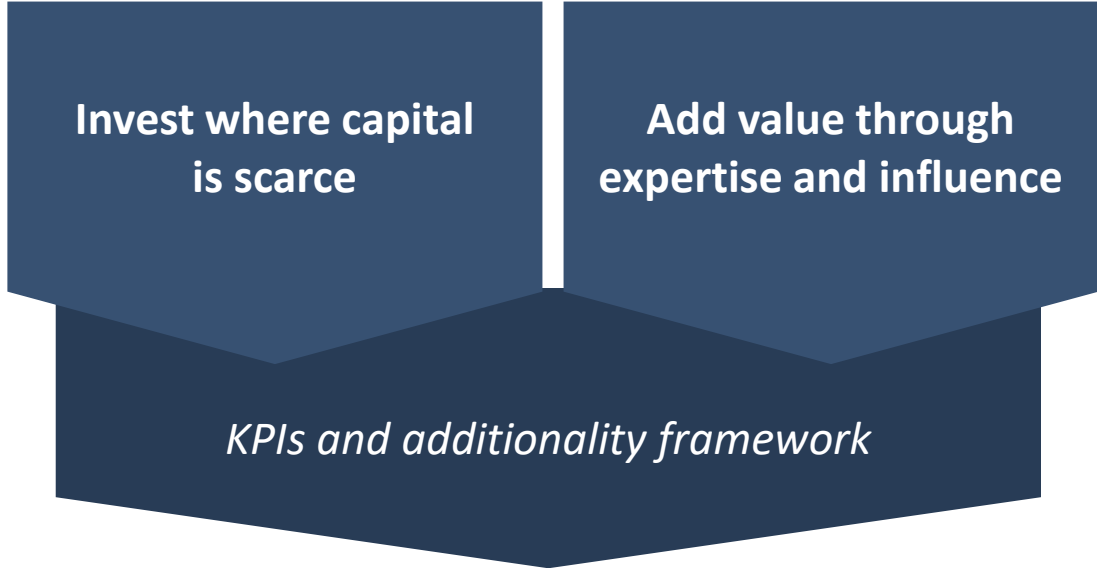 Invest where capital
is scarce
Add value through
expertise and influence
KPIs and additionality framework